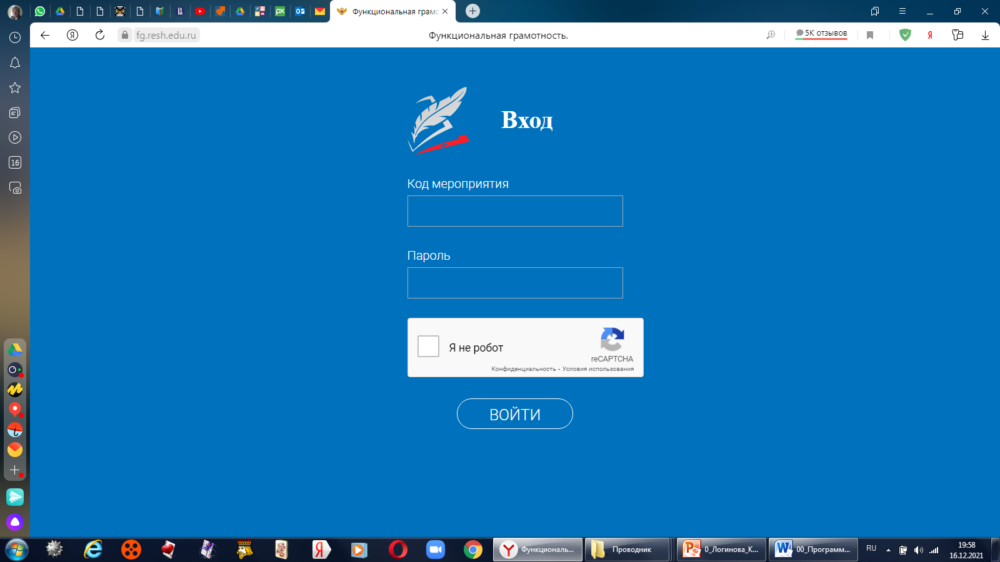 Функциональная грамо
fg.resh.edu.ru
Функциональная грамотность.
5К отзывов
16
Вход
Код мероприятия
Пароль
Я не робот
reCAPTCHA
Конфиденциальность - Условия использования
ВОЙТИ
Функциональ...
Проводник
0_Логинова_К...
00_Программ...
RU
19:58
16.12.2021